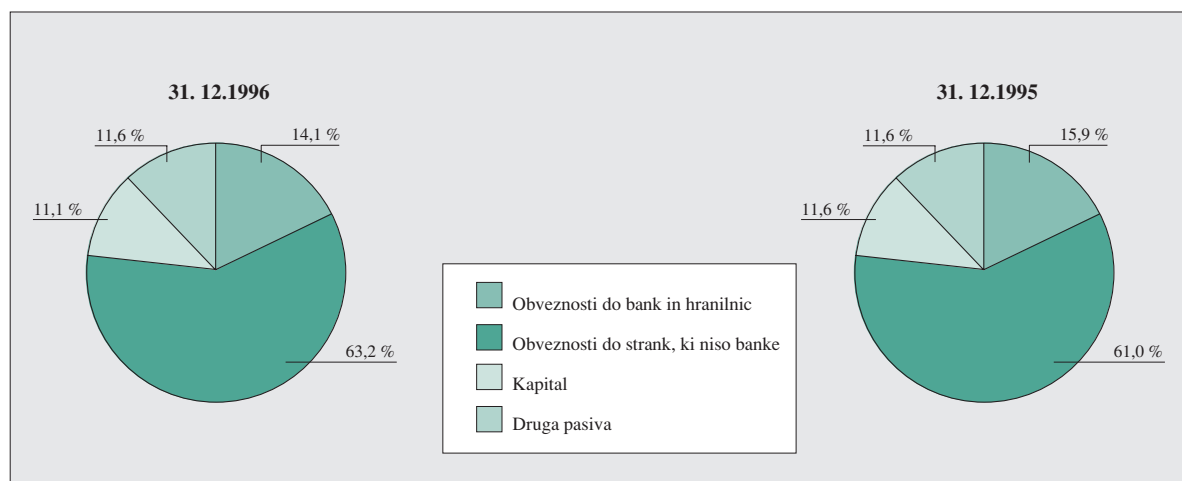 31. 12.1996
11,6 %
14,1 %
11,1 %
63,2 %
31. 12.1995
11,6 %
15,9 %
11,6 %
61,0 %
Obveznosti do bank in hranilnic
Obveznosti do strank, ki niso banke
Kapital
Druga pasiva